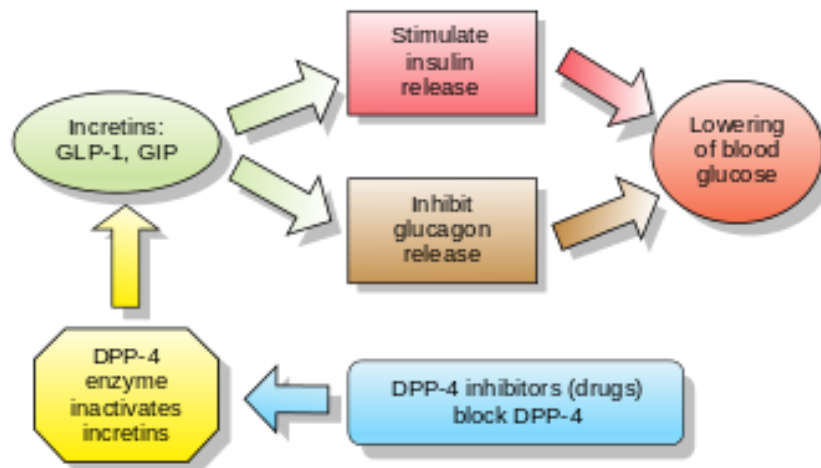 Stimulate
insulin
release
Incretins:
GLP-1, GIP
Lowering
of blood
glucose
Inhibit
glucagon
release
DPP-4
enzyme
inactivates
incretins
DPP-4 inhibitors (drugs)
block DPP-4